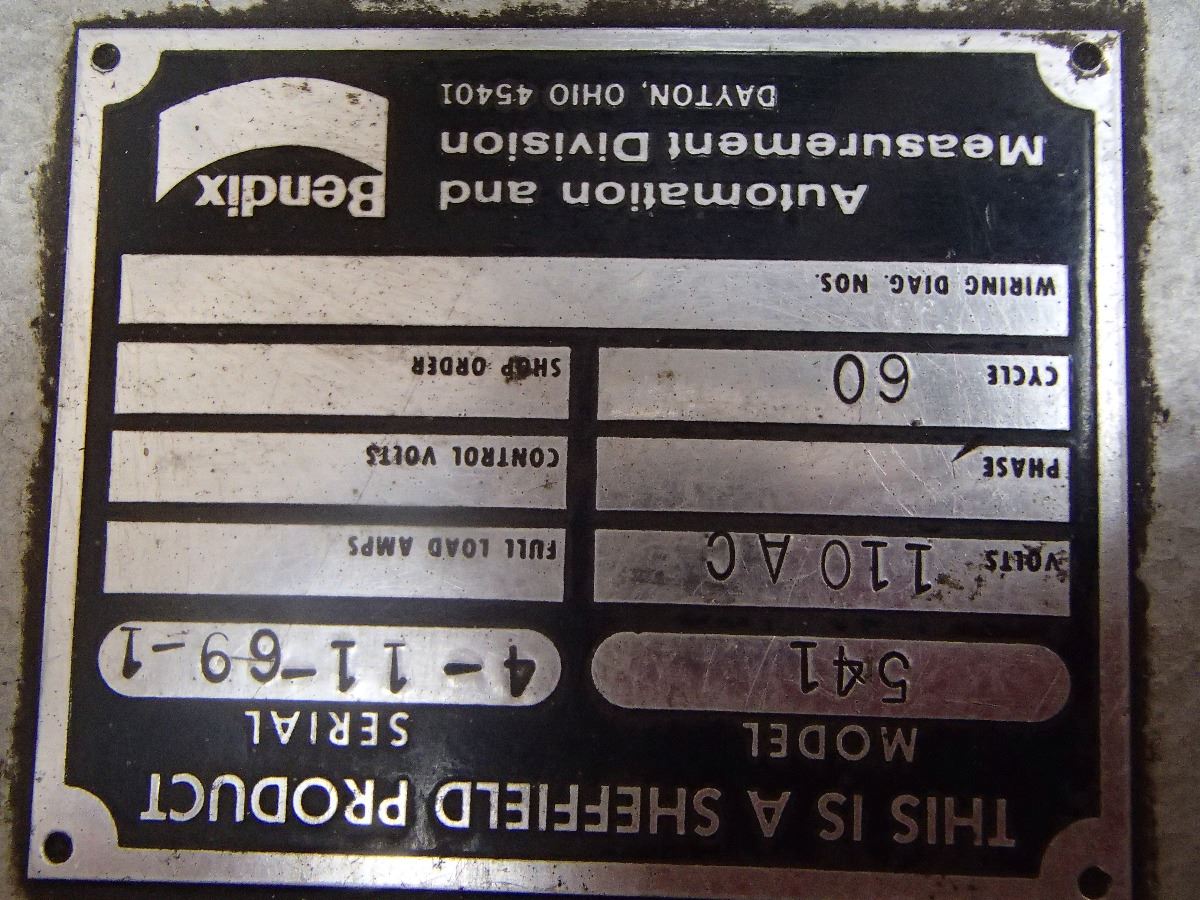 THIS IS A SHEFFIELD PRODUCT
MODEL SERIAL
541 4-11-69-1
VOLTS 110 AC FULL LOAD AMPS
PHASE CONTROL VOLTS
CYCLE 60 SHOP ORDER
WIRING DIAG. NOS.
Automation and
Measurement Division
DAYTON, OHIO 45401
Bendix